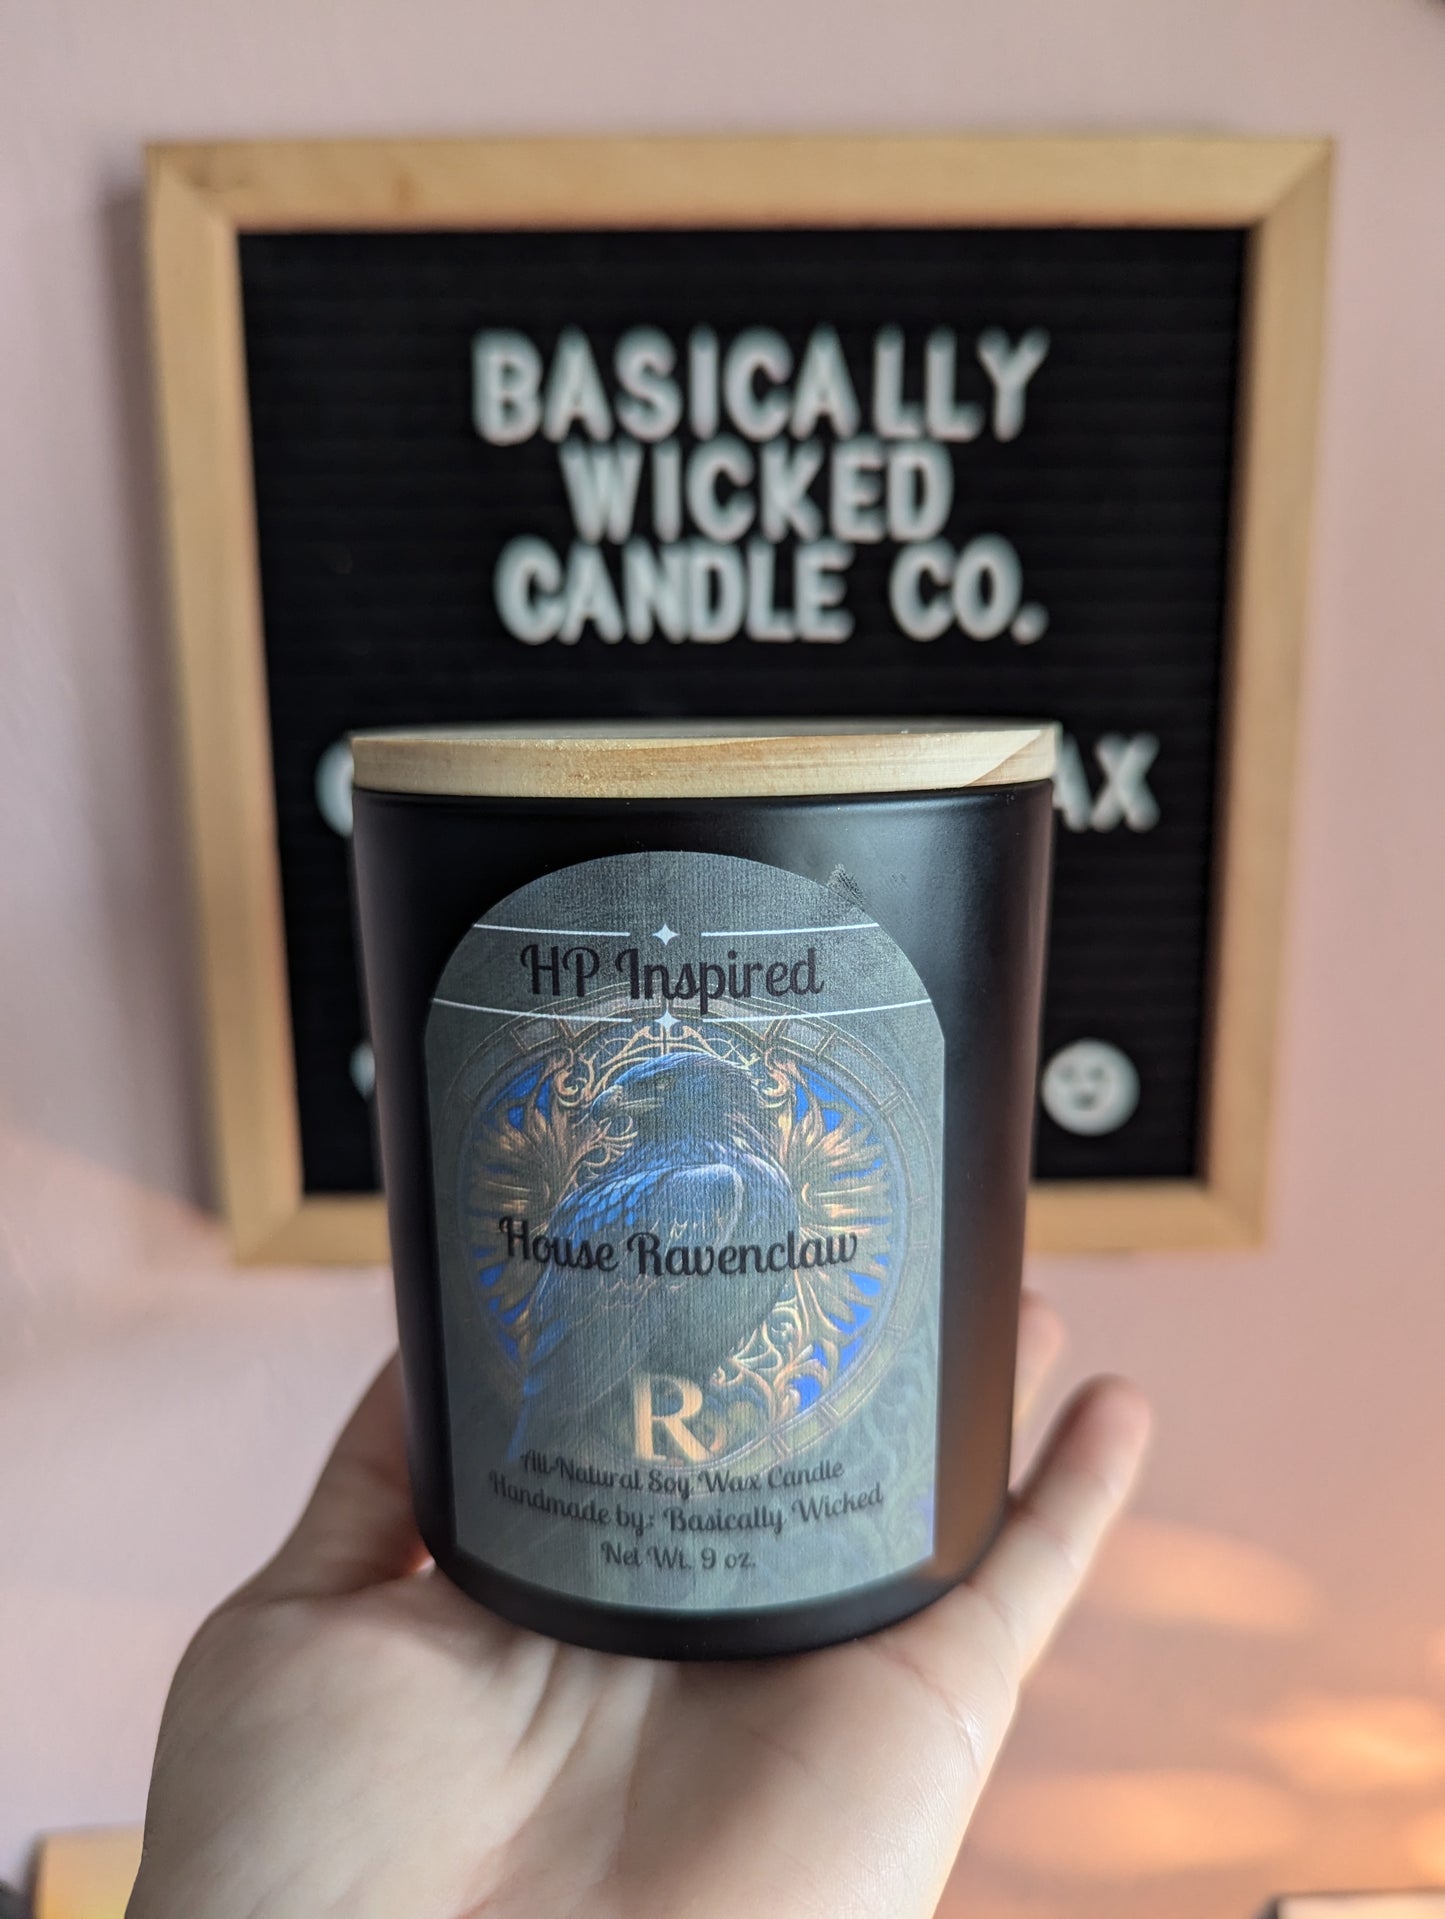 BASICALLY
WICKED
CANDLE CO.
HP Inspired
House Ravenclaw
R
All-Natural Soy Wax Candle
Handmade by: Basically Wicked
Net Wt. 9 oz.